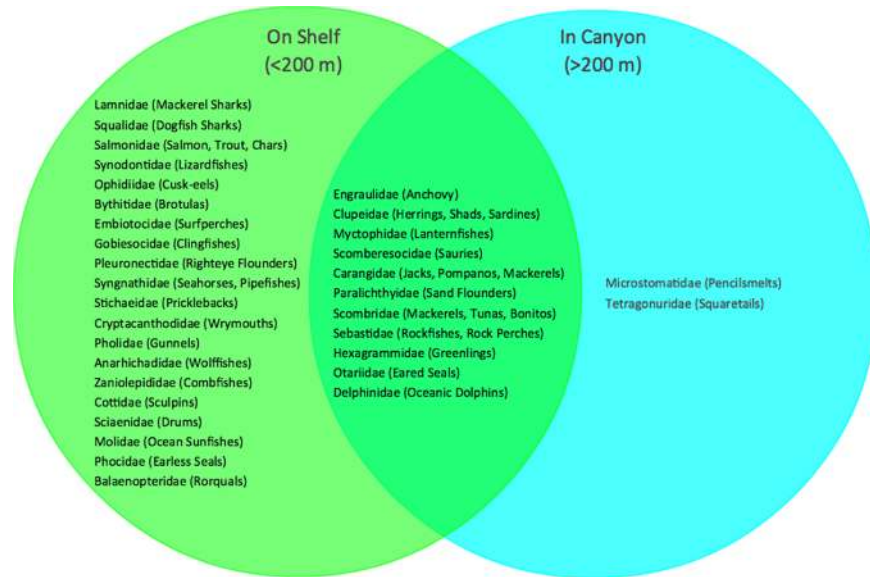 On Shelf
(<200 m)
In Canyon
(>200 m)
Lamnidae (Mackerel Sharks)
Squalidae (Dogfish Sharks)
Salmonidae (Salmon, Trout, Chars)
Synodontidae (Lizardfishes)
Ophidiidae (Cusk-eels)
Bythitidae (Brotulas)
Embiotocidae (Surfperches)
Gobiesocidae (Clingfishes)
Pleuronectidae (Righteye Flounders)
Syngnathidae (Seahorses, Pipefishes)
Stichaeidae (Pricklebacks)
Cryptacanthodidae (Wrymouths)
Pholidae (Gunnels)
Anarhichadidae (Wolffishes)
Zaniolepididae (Combfishes)
Cottidae (Sculpins)
Sciaenidae (Drums)
Molidae (Ocean Sunfishes)
Phocidae (Earless Seals)
Balaenopteridae (Rorquals)
Engraulidae (Anchovy)
Clupeidae (Herrings, Shads, Sardines)
Myctophidae (Lanternfishes)
Scomberesocidae (Sauries)
Carangidae (Jacks, Pompanos, Mackerels)
Paralichthyidae (Sand Flounders)
Scombridae (Mackerels, Tunas, Bonitos)
Sebastidae (Rockfishes, Rock Perches)
Hexagrammidae (Greenlings)
Otariidae (Eared Seals)
Delphinidae (Oceanic Dolphins)
Microstomatidae (Pencilsmelts)
Tetragonuridae (Squaretails)